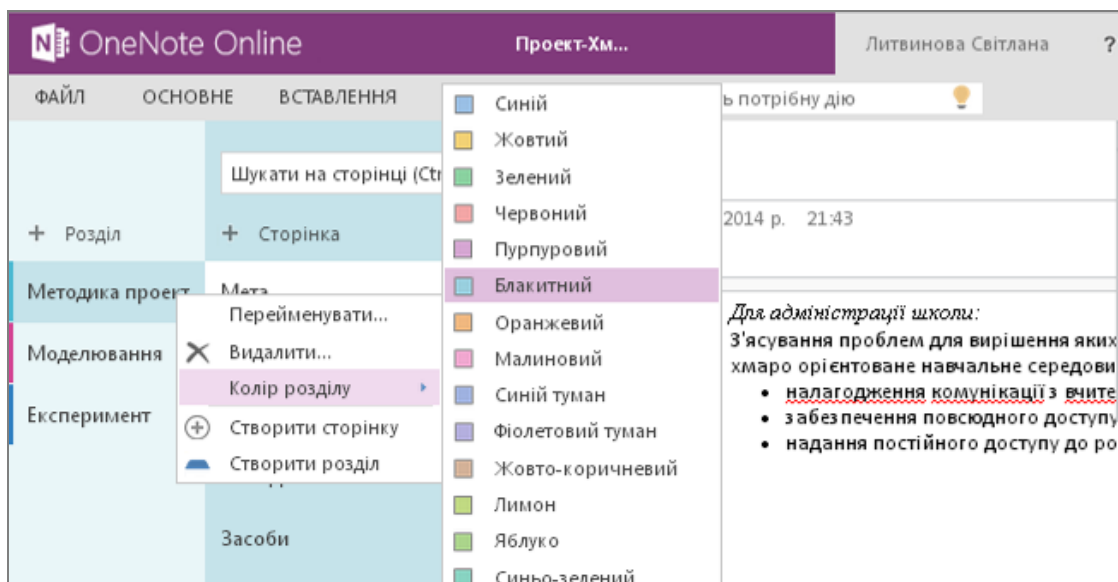 OneNote Online
Проект-Хм...
Литвинова Світлана
?
ФАЙЛ
ОСНОВНЕ
ВСТАВЛЕННЯ
ь потрібну дію
Шукати на сторінці (Ctr
+ Розділ
+ Сторінка
Методика проект
Моделювання
Експеримент
Мета
Засоби
Перейменувати...
Видалити...
Колір розділу
Створити сторінку
Створити розділ
Синій
Жовтий
Зелений
Червоний
Пурпуровий
Блакитний
Оранжевий
Малиновий
Синій туман
Фіолетовий туман
Жовто-коричневий
Лимон
Яблуко
Синьо-зелений
2014 р. 21:43
Для адміністрації школи:
З'ясування проблем для вирішення яких
хмаро орієнтоване навчальне середови
• налагодження комунікації з вчите
• забезпечення повсюдного доступу
• надання постійного доступу до ро